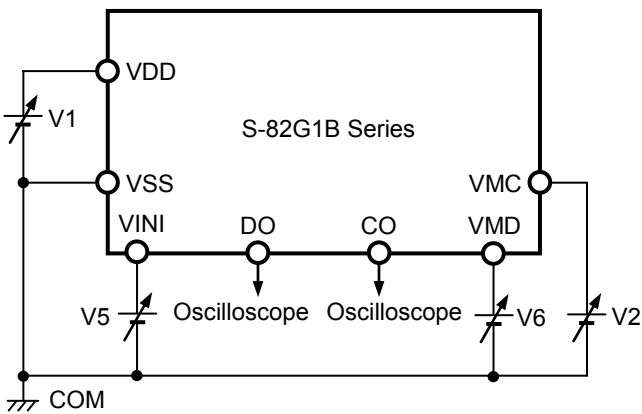 VDD
V1
S-82G1B Series
VSS
VMC
VINI
DO
CO
VMD
V5
Oscilloscope
Oscilloscope
V6
V2
COM